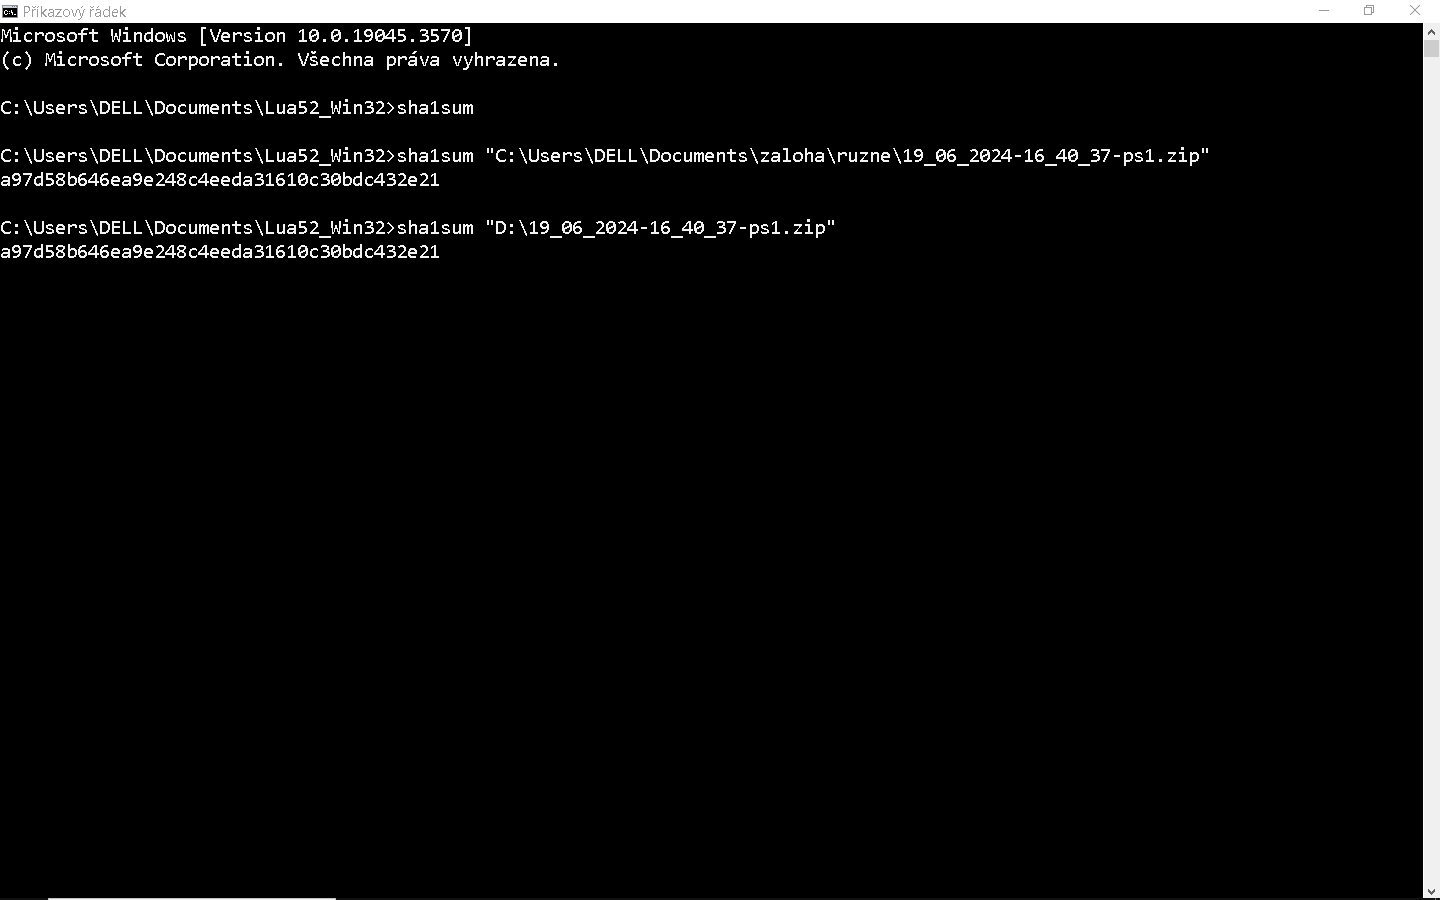 Příkazový řádek
Microsoft Windows [Version 10.0.19045.3570]
(c) Microsoft Corporation. Všechna práva vyhrazena.
C:\Users\DELL\Documents\Lua52_Win32>sha1sum
C:\Users\DELL\Documents\Lua52_Win32>sha1sum "C:\Users\DELL\Documents\zaloha\ruzne\19_06_2024-16_40_37-ps1.zip"
a97d58b646ea9e248c4eeda31610c30bdc432e21
C:\Users\DELL\Documents\Lua52_Win32>sha1sum "D:\19_06_2024-16_40_37-ps1.zip"
a97d58b646ea9e248c4eeda31610c30bdc432e21